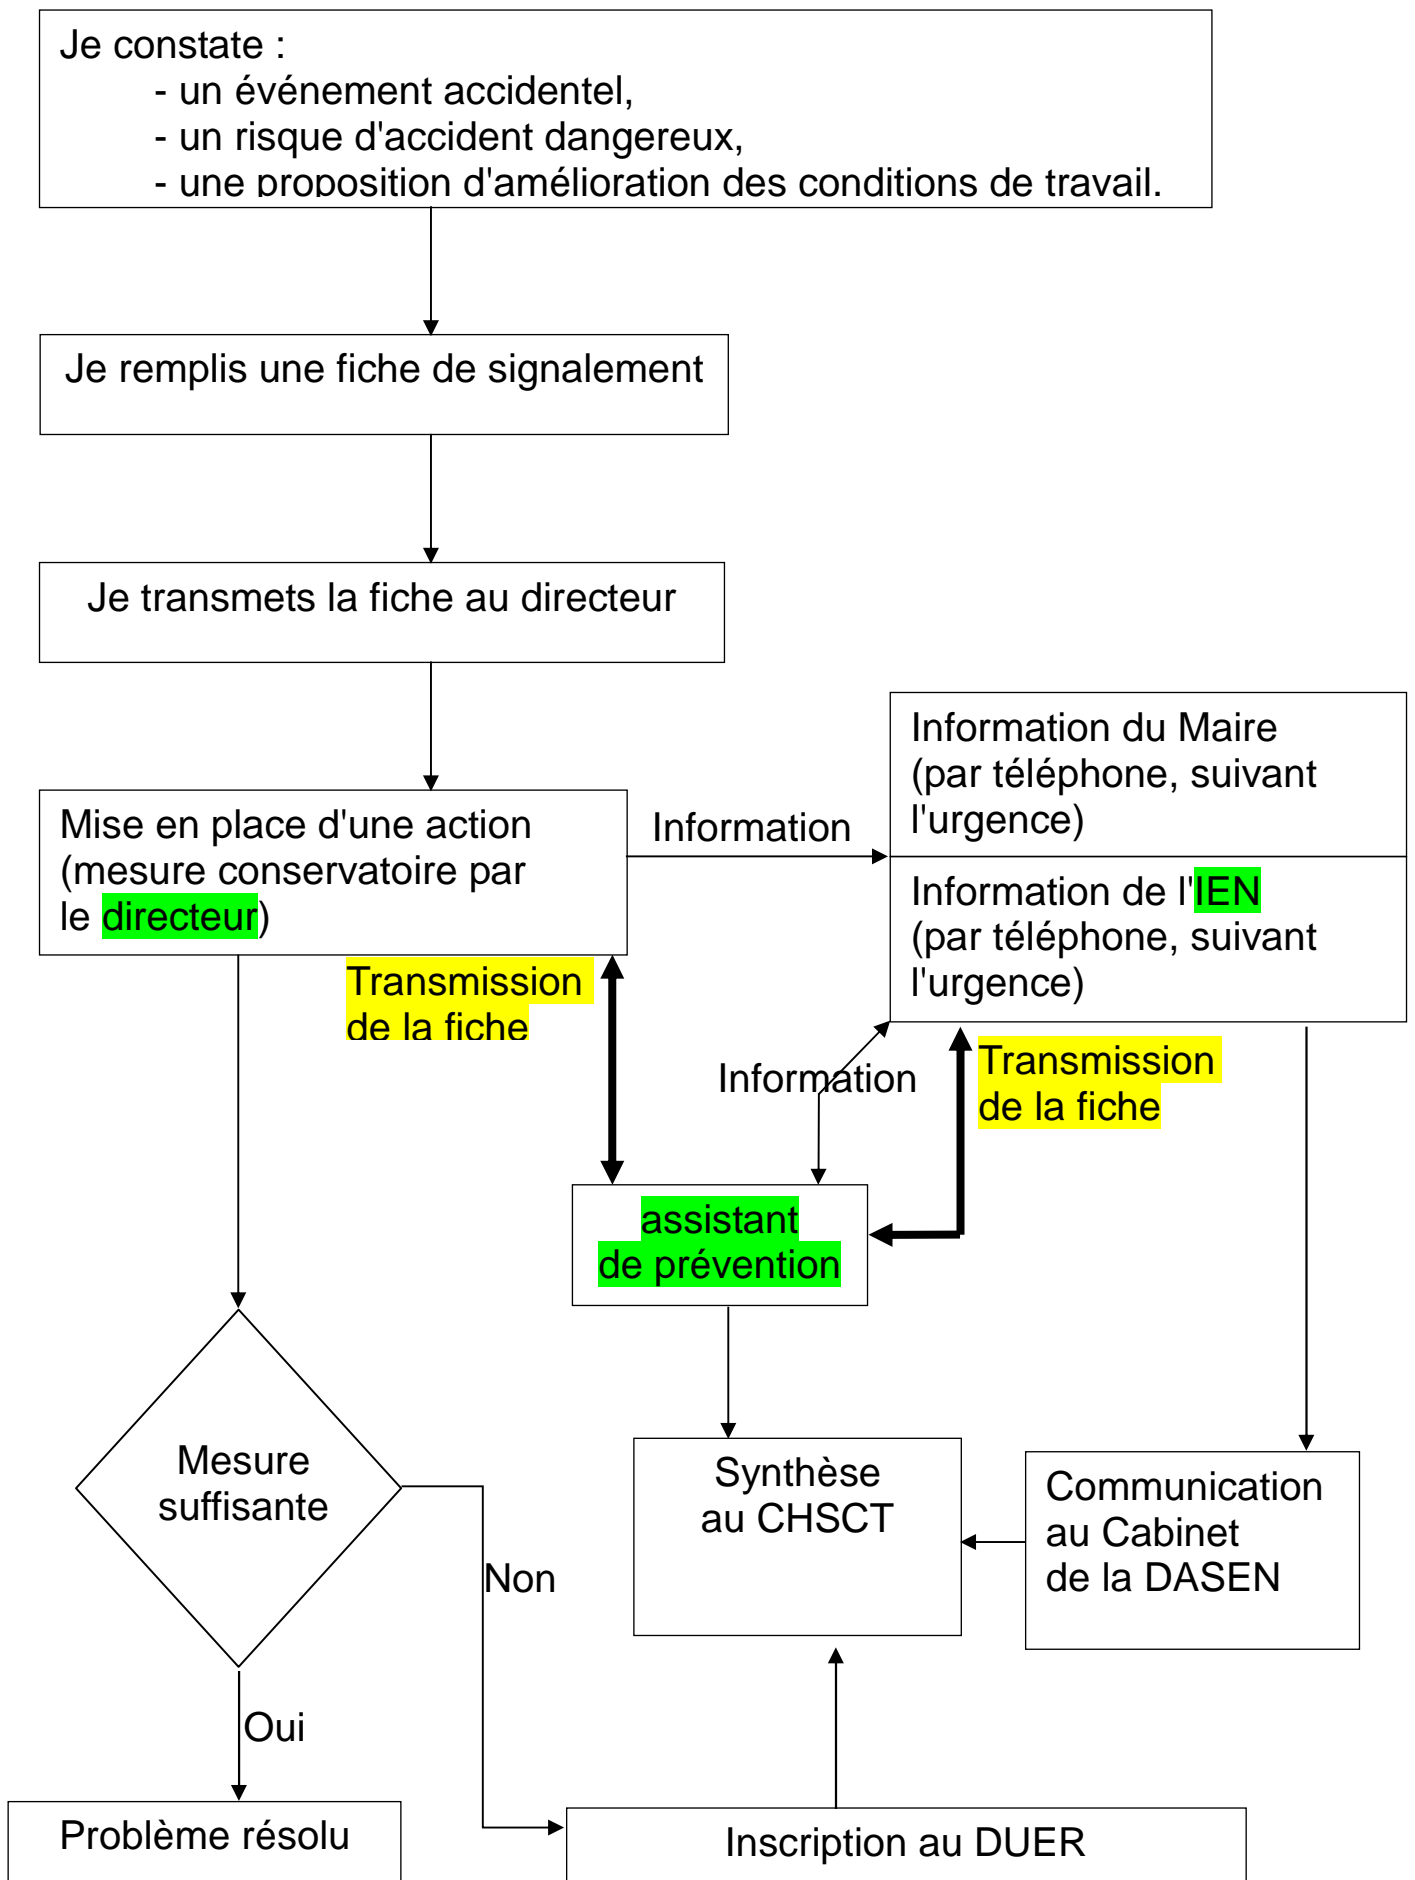 Je constate :
- un événement accidentel,
- un risque d'accident dangereux,
- une proposition d'amélioration des conditions de travail.
Je remplis une fiche de signalement
Je transmets la fiche au directeur
Information du Maire
(par téléphone, suivant
l'urgence)
Mise en place d'une action
(mesure conservatoire par
le directeur)
Information
Information de l'IEN
(par téléphone, suivant
l'urgence)
Transmission
de la fiche
Information
Transmission
de la fiche
assistant
de prévention
Mesure
suffisante
Synthèse
au CHSCT
Communication
au Cabinet
de la DASEN
Non
Oui
Problème résolu
Inscription au DUER